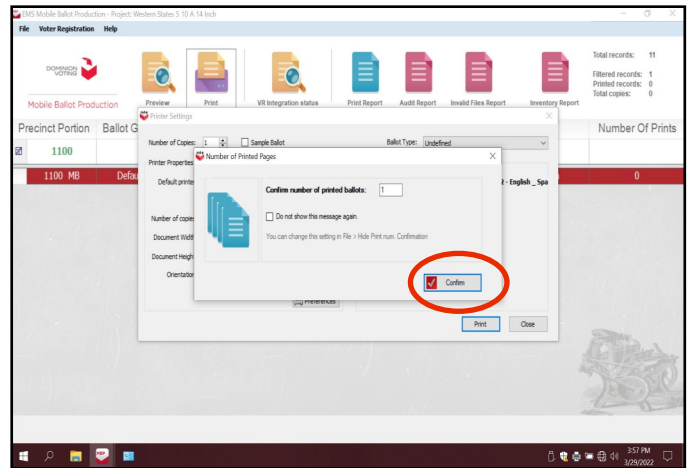 EMS Mobile Ballot Production - Project: Western States 5 10 A 14 Inch
File Voter Registration Help
DOMINION VOTING
Mobile Ballot Production
Preview
Print
VR Integration status
Print Report
Audit Report
Invalid Files Report
Inventory Report
Total records: 11
Filtered records: 1
Printed records: 0
Total copies: 0
Precinct Portion Ballot G Number Of Prints
1100
1100 MB Defau 0
Printer Settings
Number of Copies: 1 Sample Ballot Ballot Type: Undefined
Printer Properties
Default printe
2 - English _ Spa
Number of copies
Document Width
Document Heigh
Orientation
Preferences
Print Close
Number of Printed Pages
Confirm number of printed ballots: 1
Do not show this message again.
You can change this setting in File > Hide Print num. Confirmation
Confirm
3:57 PM
3/29/2022